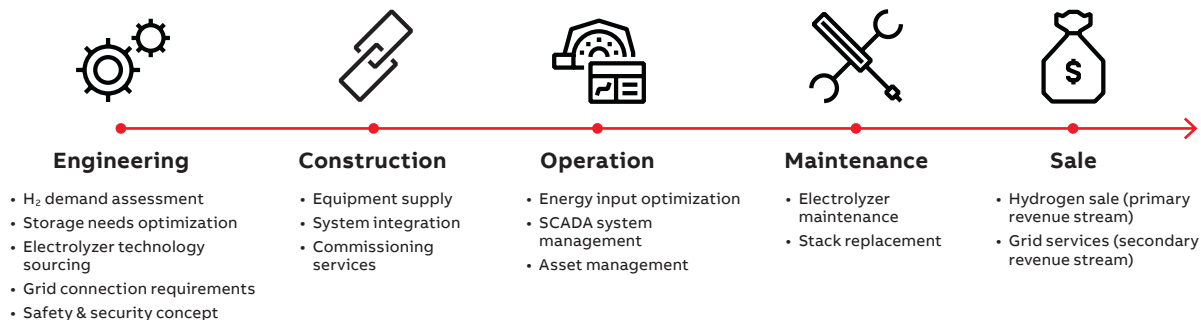 $
Engineering
• H₂ demand assessment
• Storage needs optimization
• Electrolyzer technology
sourcing
• Grid connection requirements
• Safety & security concept
Construction
• Equipment supply
• System integration
• Commissioning
services
Operation
• Energy input optimization
• SCADA system
management
• Asset management
Maintenance
• Electrolyzer
maintenance
• Stack replacement
Sale
• Hydrogen sale (primary
revenue stream)
• Grid services (secondary
revenue stream)